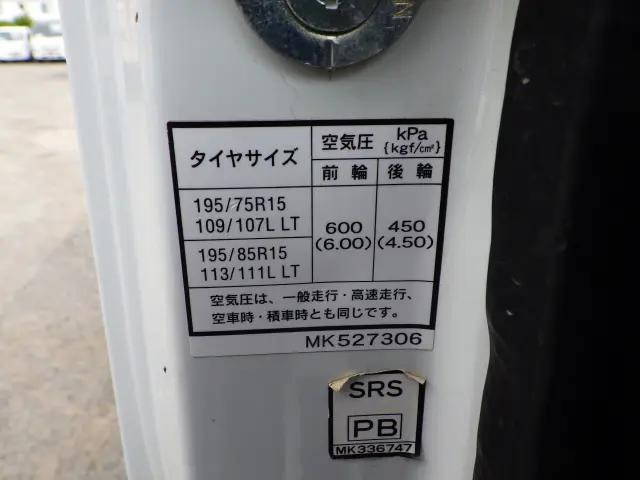 タイヤサイズ
空気圧 kPa {kgf/c㎡}
前輪 後輪
195/75R15
109/107L LT
600 (6.00)
450 (4.50)
195/85R15
113/111L LT
空気圧は、一般走行・高速走行、
空車時・積車時とも同じです。
MK527306
SRS
PB
MK336747